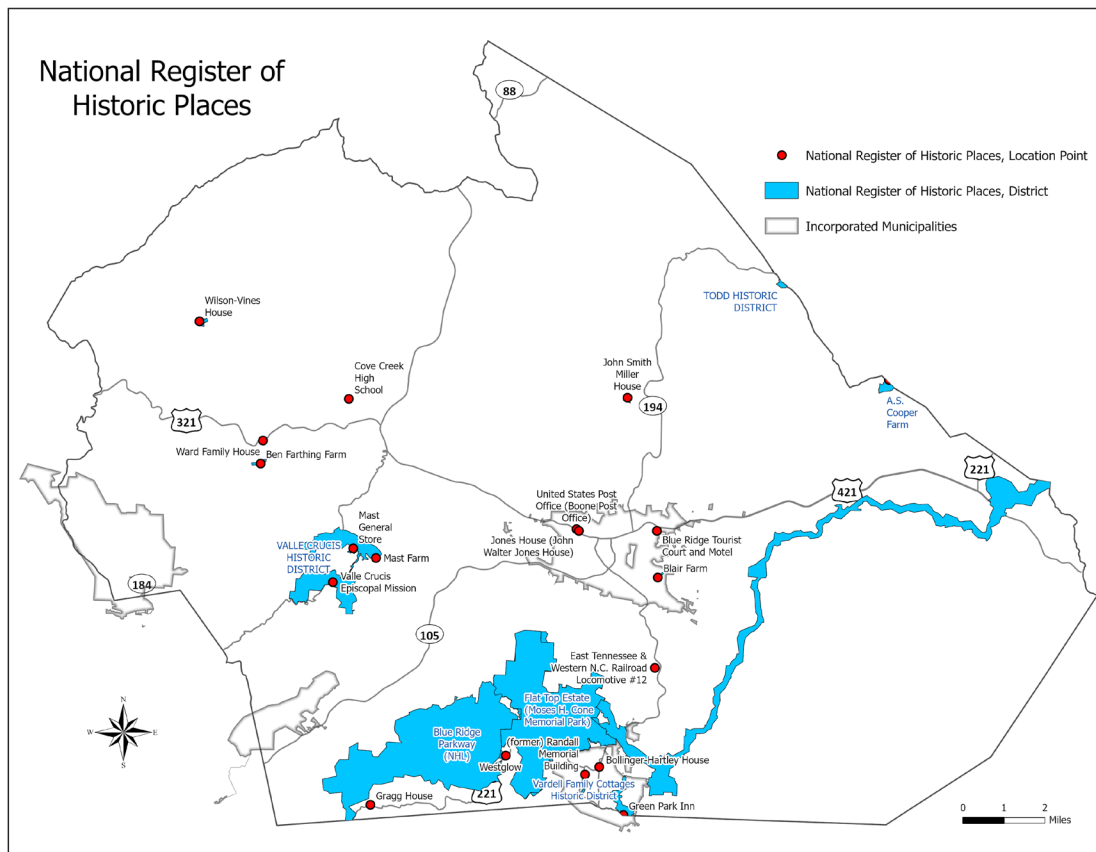 National Register of
Historic Places
88
National Register of Historic Places, Location Point
National Register of Historic Places, District
Incorporated Municipalities
TODD HISTORIC
DISTRICT
Wilson-Vines
House
Cove Creek
High
School
John Smith
Miller
House
194
A.S.
Cooper
Farm
321
Ward Family House
Ben Farthing Farm
221
421
United States Post
Office (Boone Post
Office)
Jones House (John
Walter Jones House)
Blue Ridge Tourist
Court and Motel
Blair Farm
Mast
General
Store
VALLE CRUCIS
HISTORIC
DISTRICT
Mast Farm
Valle Crucis
Episcopal Mission
184
105
East Tennessee &
Western N.C. Railroad
Locomotive #12
Flat Top Estate
(Moses H. Cone
Memorial Park)
Blue Ridge
Parkway
(NHL)
(former) Randall
Memorial
Building
Westglow
Bollinger-Hartley House
Vardell Family Cottages
Historic District
221
Gragg House
Green Park Inn
N
W
E
S
0 1 2
Miles